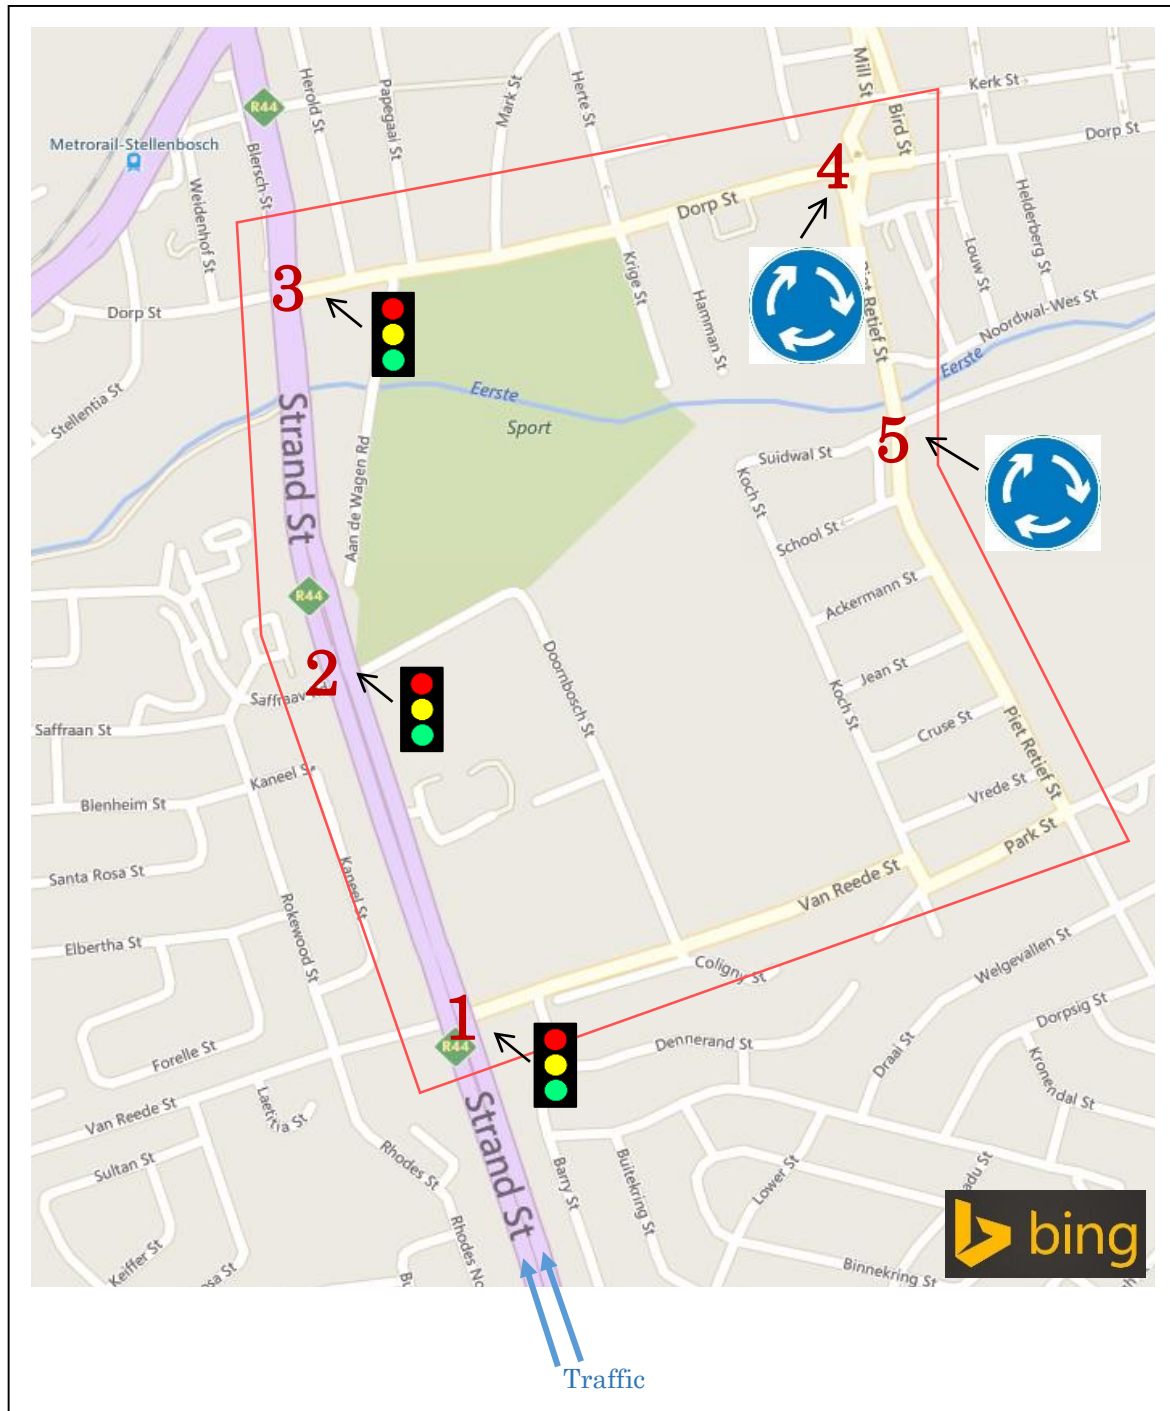 Mill St
Kerk St
Bird St
Dorp St
Herold St
Papegaai St
Mark St
Herte St
R44
Metrorail-Stellenbosch
Blersch St
Weidenhof St
4
Dorp St
Helderberg St
Louw St
Krige St
3
Piet Retief St
Hamman St
Noordwal-Wes St
Dorp St
Eerste
Eerste
Stellentia St
Strand St
Sport
5
Suidwal St
Aan de Wagen Rd
Koch St
School St
R44
Ackermann St
2
Doornbosch St
Jean St
Saffraan St
Koch St
Cruse St
Piet Retief St
Kaneel St
Vrede St
Blenheim St
Park St
Santa Rosa St
Kaneel St
Van Reede St
Rokewood St
Elbertha St
Coligny St
Welgevallen St
1
R44
Dorpsig St
Forelle St
Dennerand St
Draai St
Kronendal St
Laetitia St
Van Reede St
Strand St
Rhodes St
Sultan St
Barry St
Buitekring St
Lower St
Keiffer St
Rhodes No
Binnekring St
bing
Traffic